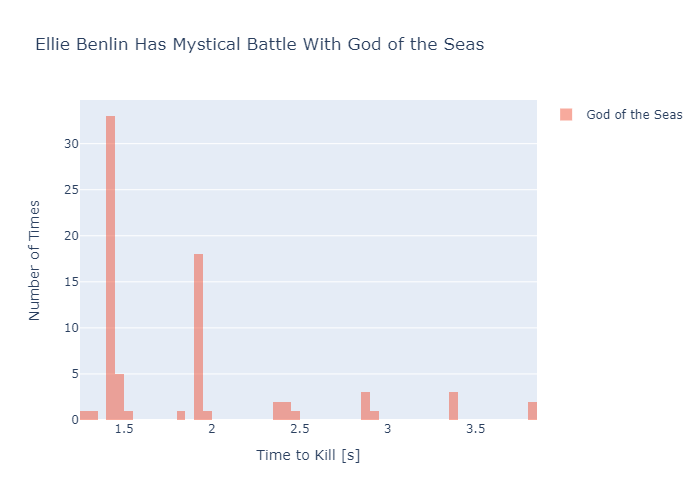 Ellie Benlin Has Mystical Battle With God of the Seas
God of the Seas
Number of Times
30
25
20
15
10
5
0
1.5 2 2.5 3 3.5
Time to Kill [s]